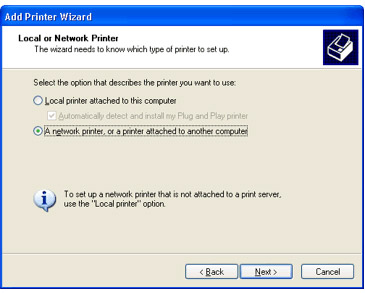 Add Printer Wizard
Local or Network Printer
The wizard needs to know which type of printer to set up.
Select the option that describes the printer you want to use:
Local printer attached to this computer
Automatically detect and install my Plug and Play printer
A network printer, or a printer attached to another computer
To set up a network printer that is not attached to a print server,
use the "Local printer" option.
< Back
Next >
Cancel